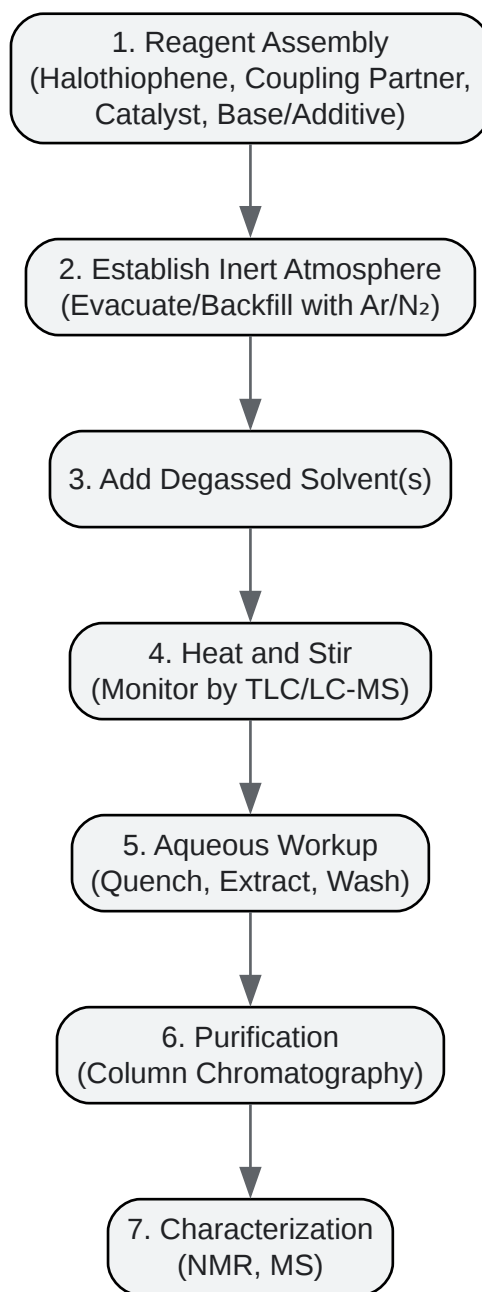 1. Reagent Assembly
(Halothiophene, Coupling Partner,
Catalyst, Base/Additive)
2. Establish Inert Atmosphere
(Evacuate/Backfill with Ar/N₂)
3. Add Degassed Solvent(s)
4. Heat and Stir
(Monitor by TLC/LC-MS)
5. Aqueous Workup
(Quench, Extract, Wash)
6. Purification
(Column Chromatography)
7. Characterization
(NMR, MS)